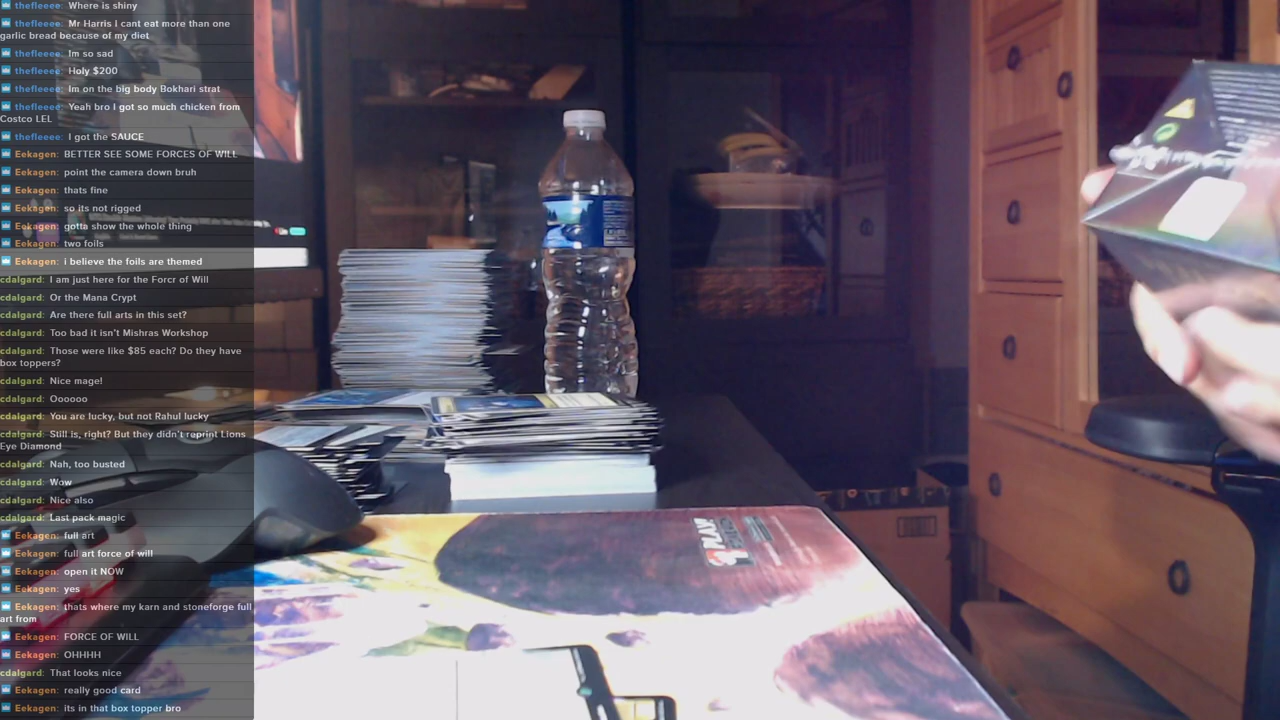 thefleeee: Where is shiny
thefleeee: Mr Harris I cant eat more than one
garlic bread because of my diet
thefleeee: Im so sad
thefleeee: Holy $200
thefleeee: Im on the big body Bokhari strat
thefleeee: Yeah bro I got so much chicken from
Costco LEL
thefleeee: I got the SAUCE
Eekagen: BETTER SEE SOME FORCES OF WILL
Eekagen: point the camera down bruh
Eekagen: thats fine
Eekagen: so its not rigged
Eekagen: gotta show the whole thing
Eekagen: two foils
Eekagen: i believe the foils are themed
cdalgard: I am just here for the Forcr of Will
cdalgard: Or the Mana Crypt
cdalgard: Are there full arts in this set?
cdalgard: Too bad it isn't Mishras Workshop
cdalgard: Those were like $85 each? Do they have
box toppers?
cdalgard: Nice mage!
cdalgard: Oooooo
cdalgard: You are lucky, but not Rahul lucky
cdalgard: Still is, right? But they didn't reprint Lions
Eye Diamond
cdalgard: Nah, too busted
cdalgard: Wow
cdalgard: Nice also
cdalgard: Last pack magic
Eekagen: full art
Eekagen: full art force of will
Eekagen: open it NOW
Eekagen: yes
Eekagen: thats where my karn and stoneforge full
art from
Eekagen: FORCE OF WILL
Eekagen: OHHHH
cdalgard: That looks nice
Eekagen: really good card
Eekagen: its in that box topper bro